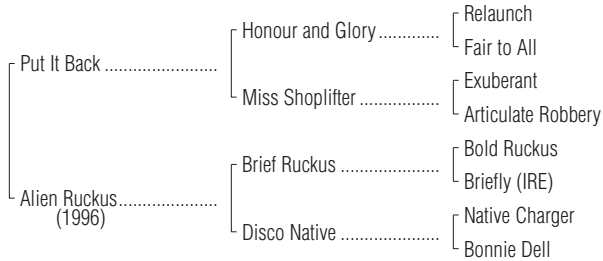 Relaunch
Honour and Glory .............
Fair to All
Put It Back .......................
Exuberant
Miss Shoplifter ................
Articulate Robbery
Bold Ruckus
Brief Ruckus ....................
Briefly (IRE)
Alien Ruckus....................
(1996)
Native Charger
Disco Native ....................
Bonnie Dell